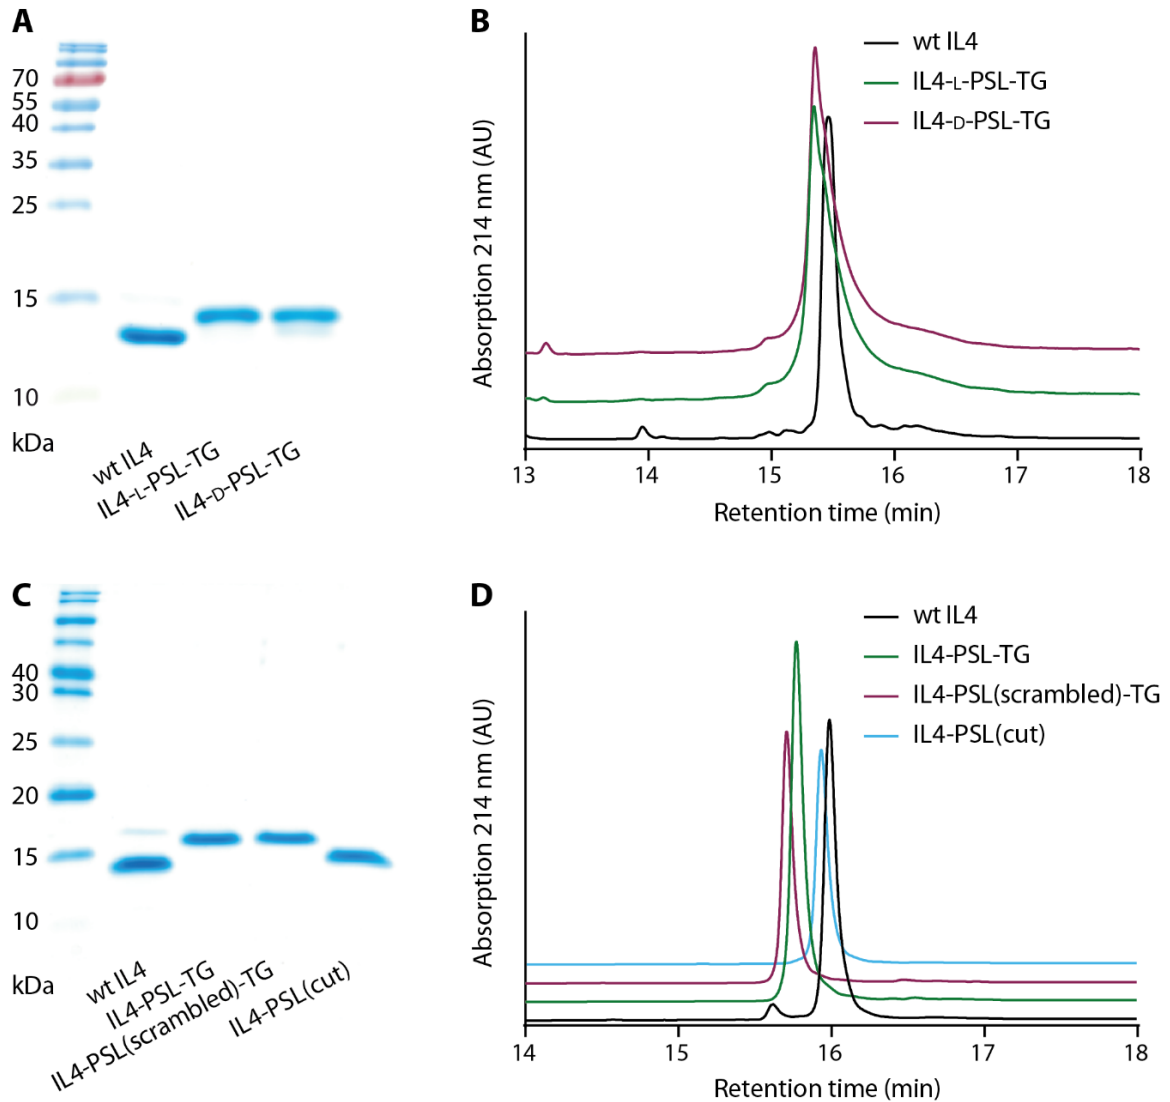 A
70
55
40
35
25
15
10
kDa
wt IL4
IL4-L-PSL-TG
IL4-D-PSL-TG
B
wt IL4
IL4-L-PSL-TG
IL4-D-PSL-TG
Absorption 214 nm (AU)
13 14 15 16 17 18
Retention time (min)
C
40
30
25
20
15
10
kDa
wt IL4
IL4-PSL-TG
IL4-PSL(scrambled)-TG
IL4-PSL(cut)
D
wt IL4
IL4-PSL-TG
IL4-PSL(scrambled)-TG
IL4-PSL(cut)
Absorption 214 nm (AU)
14 15 16 17 18
Retention time (min)